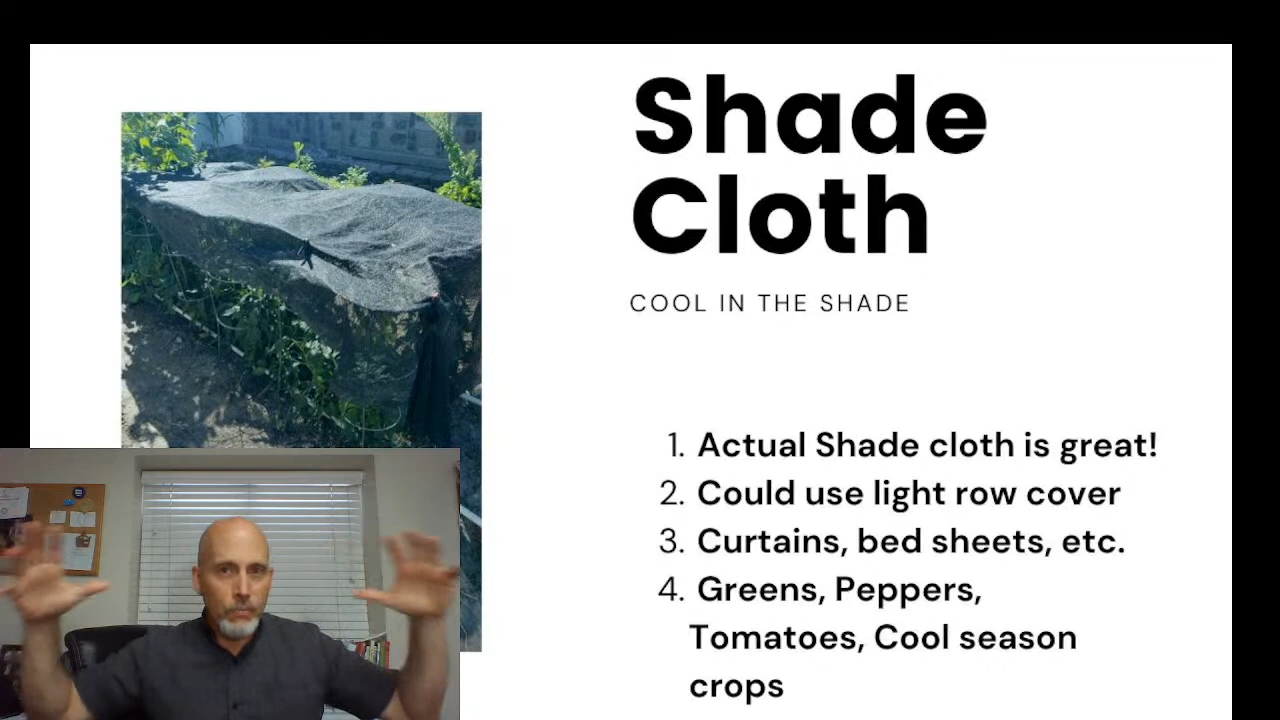 Shade
Cloth
COOL IN THE SHADE
1. Actual Shade cloth is great!
2. Could use light row cover
3. Curtains, bed sheets, etc.
4. Greens, Peppers,
Tomatoes, Cool season
crops